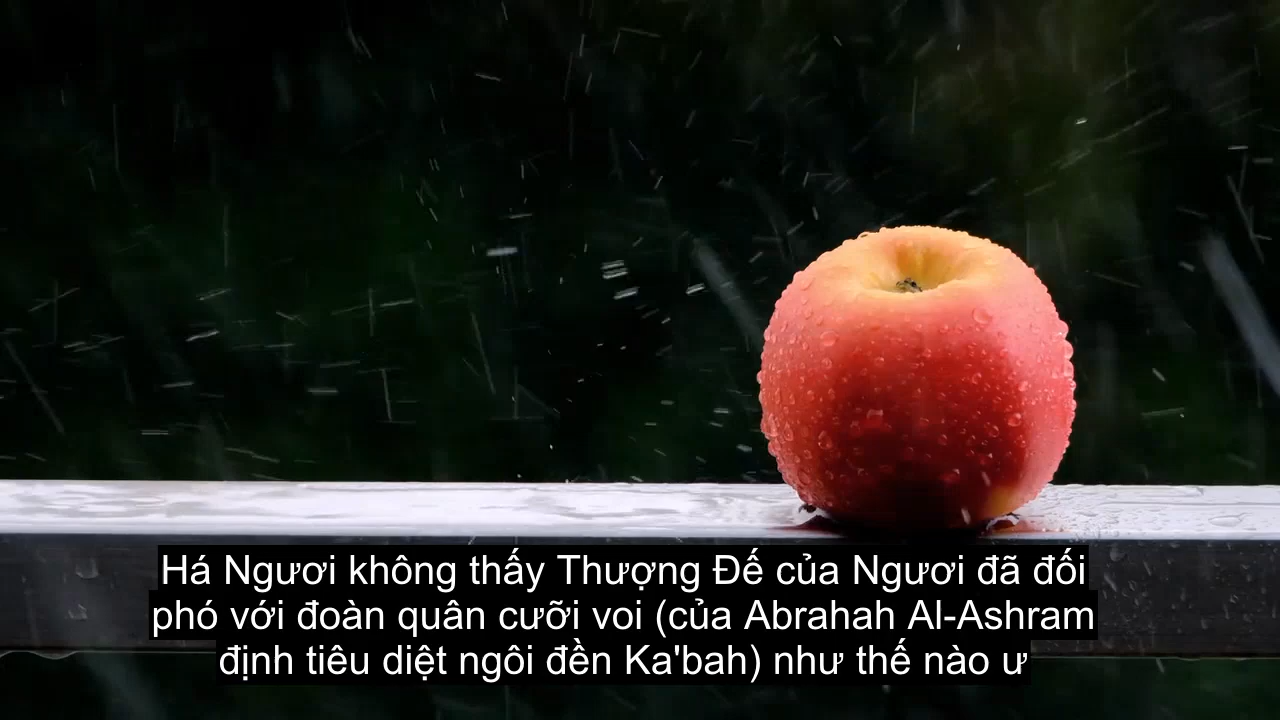 Há Ngươi không thấy Thượng Đế của Ngươi đã đối
phó với đoàn quân cưỡi voi (của Abrahah Al-Ashram
định tiêu diệt ngôi đền Ka'bah) như thế nào ư